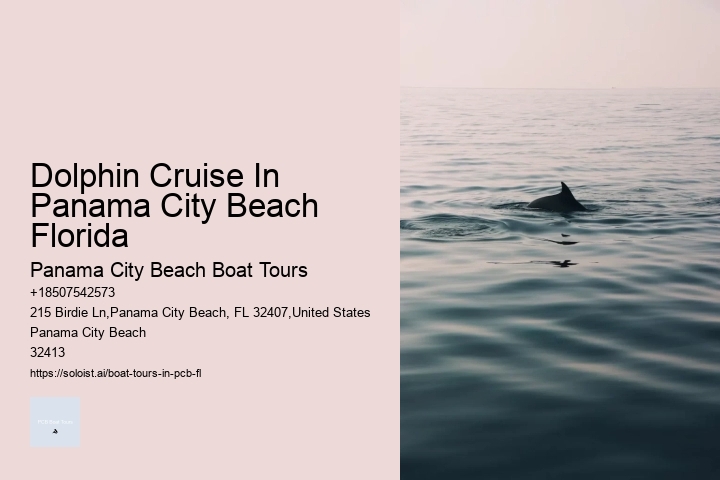 Dolphin Cruise In
Panama City Beach
Florida
Panama City Beach Boat Tours
+18507542573
215 Birdie Ln,Panama City Beach, FL 32407,United States
Panama City Beach
32413
https://soloist.ai/boat-tours-in-pcb-fl